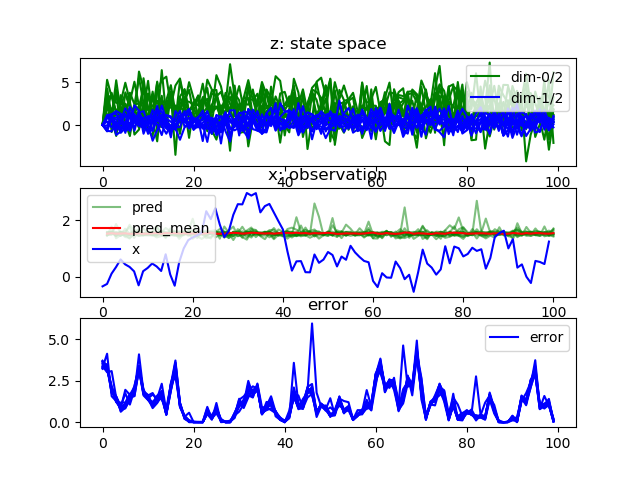 z: state space
5
0
dim-0/2
dim-1/2
0 20 40 60 80 100
x: observation
2
0
pred
pred_mean
x
0 20 40 60 80 100
error
5.0
2.5
0.0
error
0 20 40 60 80 100